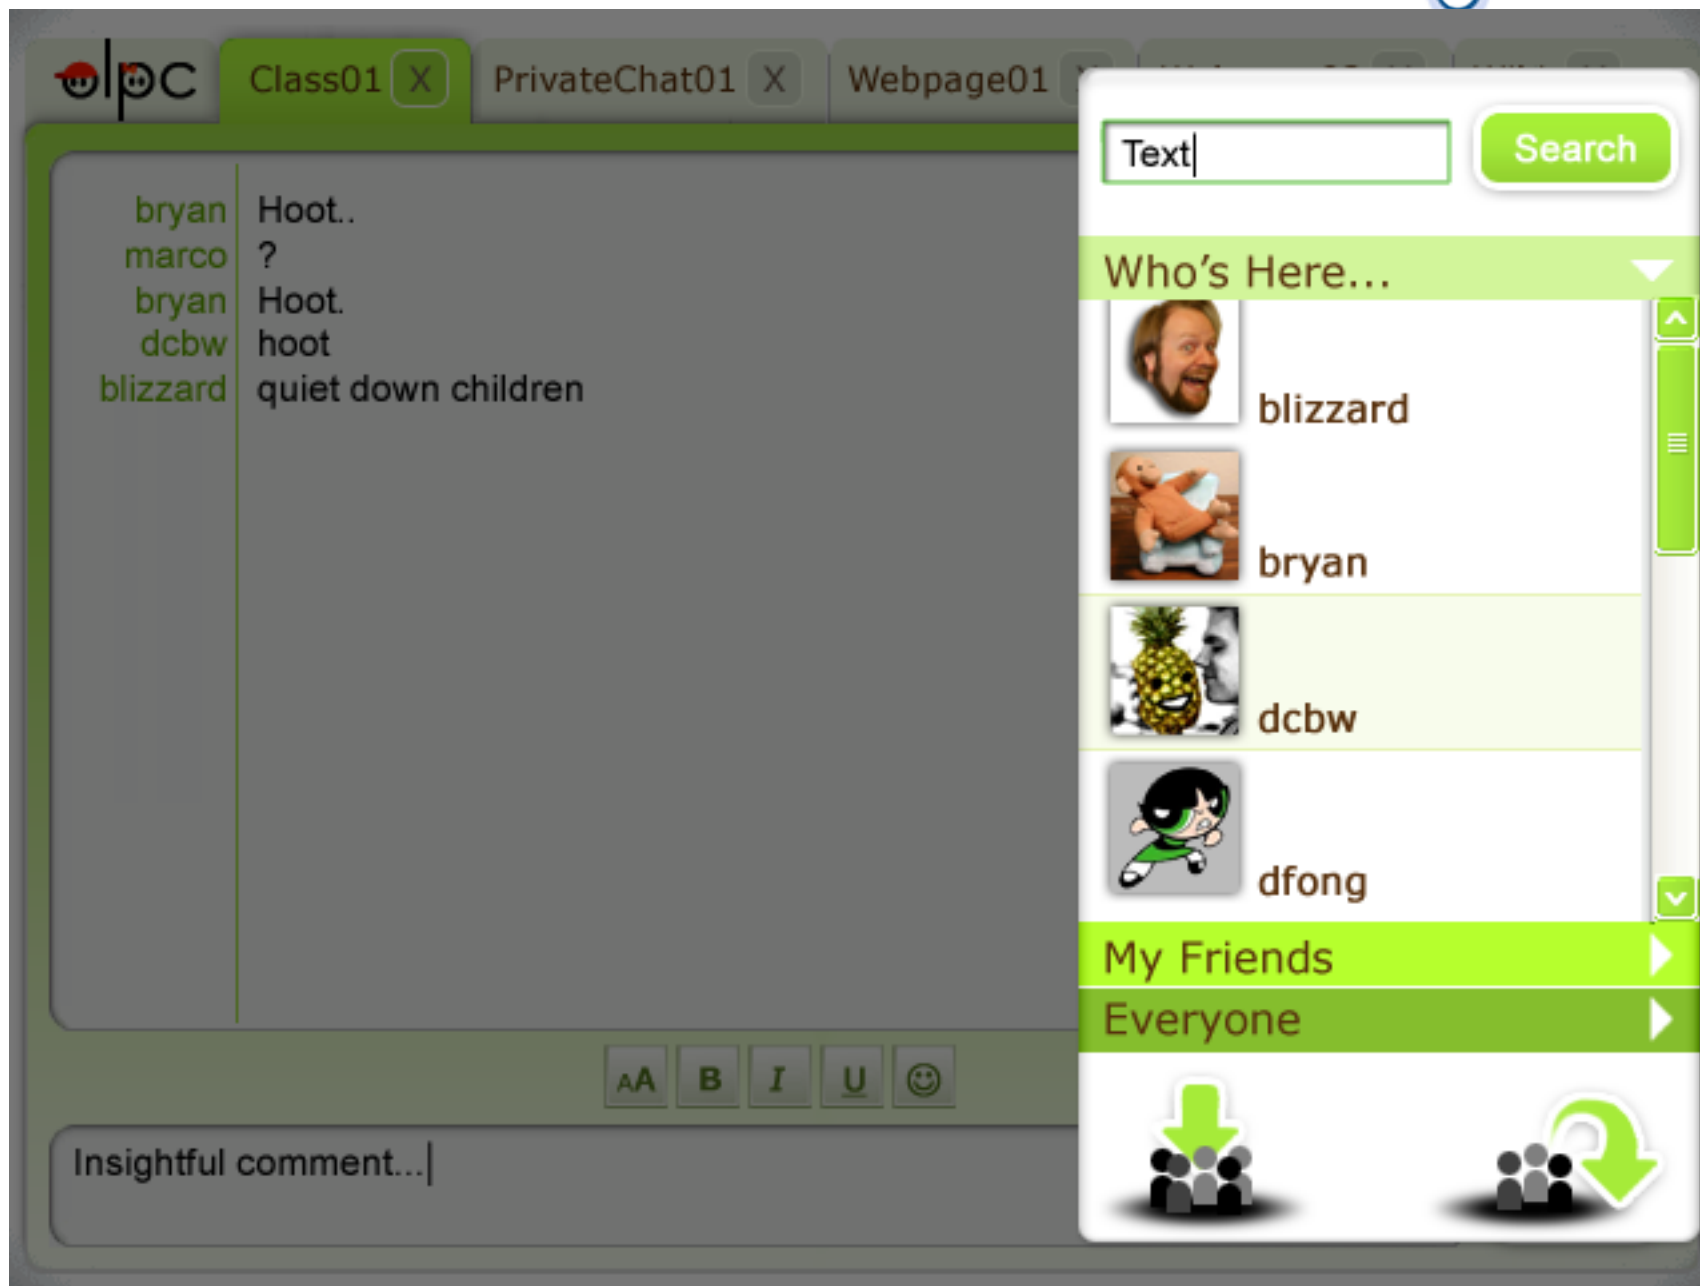 olpc Class01 X PrivateChat01 X Webpage01
Text Search
bryan Hoot..
marco ?
bryan Hoot.
dcbw hoot
blizzard quiet down children
Who's Here...
blizzard
bryan
dcbw
dfong
My Friends
Everyone
AA B I U
Insightful comment...